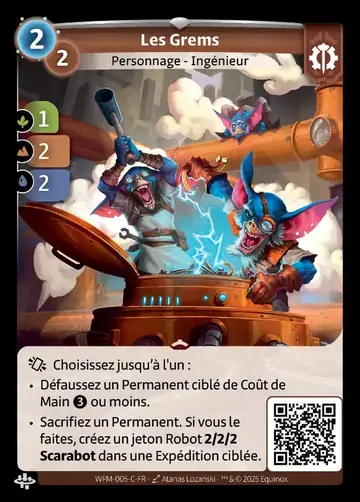 2
Les Grems
2
Personnage - Ingénieur
1
2
2
Choisissez jusqu'à l'un :
• Défaussez un Permanent ciblé de Coût de
Main 3 ou moins.
• Sacrifiez un Permanent. Si vous le
faites, créez un jeton Robot 2/2/2
Scarabot dans une Expédition ciblée.
WFM-005-C-FR - Atanas Lozanski - ™ & © 2025 Equinox